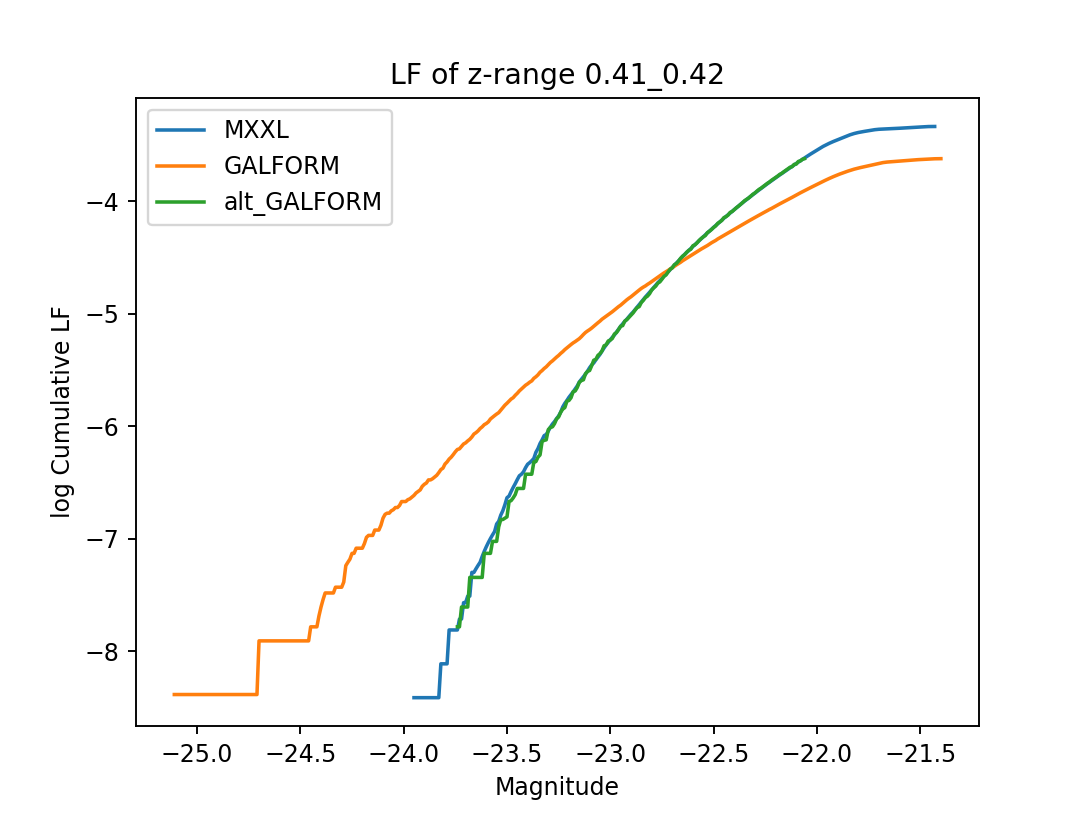 LF of z-range 0.41_0.42
MXXL
GALFORM
alt_GALFORM
log Cumulative LF
−4
−5
−6
−7
−8
−25.0 −24.5 −24.0 −23.5 −23.0 −22.5 −22.0 −21.5
Magnitude